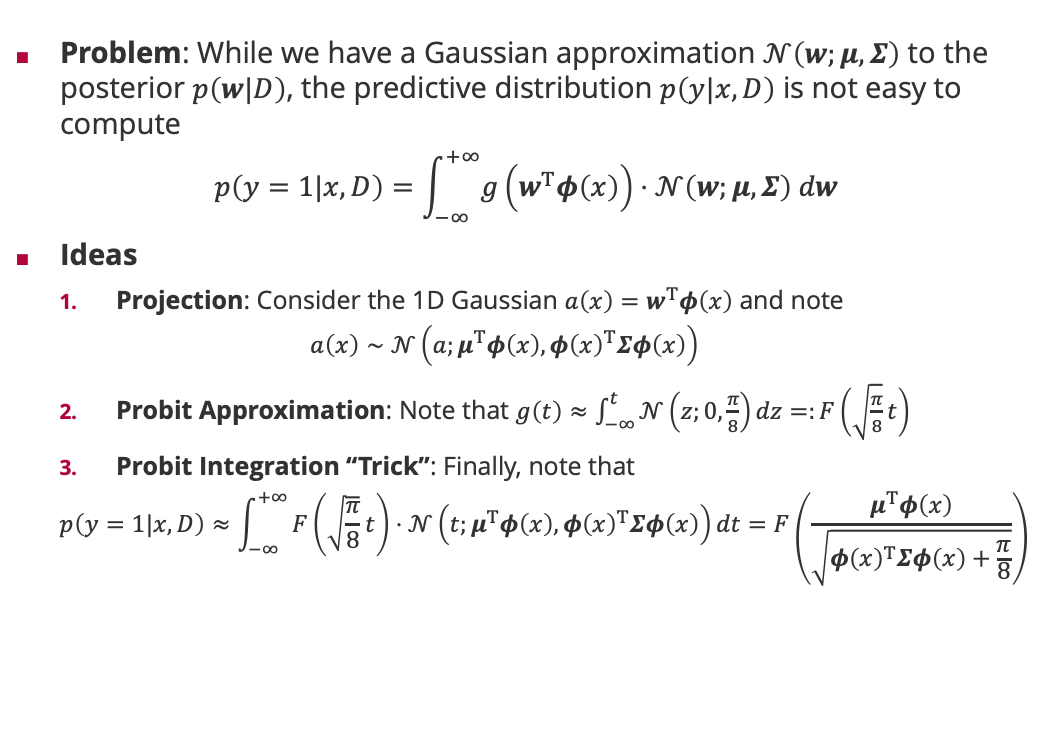 ▪ Problem: While we have a Gaussian approximation 𝒩(w; μ, Σ) to the
posterior p(w|D), the predictive distribution p(y|x, D) is not easy to
compute
p(y = 1|x, D) = ∫_{−∞}^{+∞} g(wᵀϕ(x)) · 𝒩(w; μ, Σ) dw
▪ Ideas
1. Projection: Consider the 1D Gaussian a(x) = wᵀϕ(x) and note
a(x) ~ 𝒩(a; μᵀϕ(x), ϕ(x)ᵀΣϕ(x))
2. Probit Approximation: Note that g(t) ≈ ∫_{−∞}^{t} 𝒩(z; 0, π/8) dz =: F(√(π/8) t)
3. Probit Integration “Trick”: Finally, note that
p(y = 1|x, D) ≈ ∫_{−∞}^{+∞} F(√(π/8) t) · 𝒩(t; μᵀϕ(x), ϕ(x)ᵀΣϕ(x)) dt = F(μᵀϕ(x) / √(ϕ(x)ᵀΣϕ(x) + π/8))